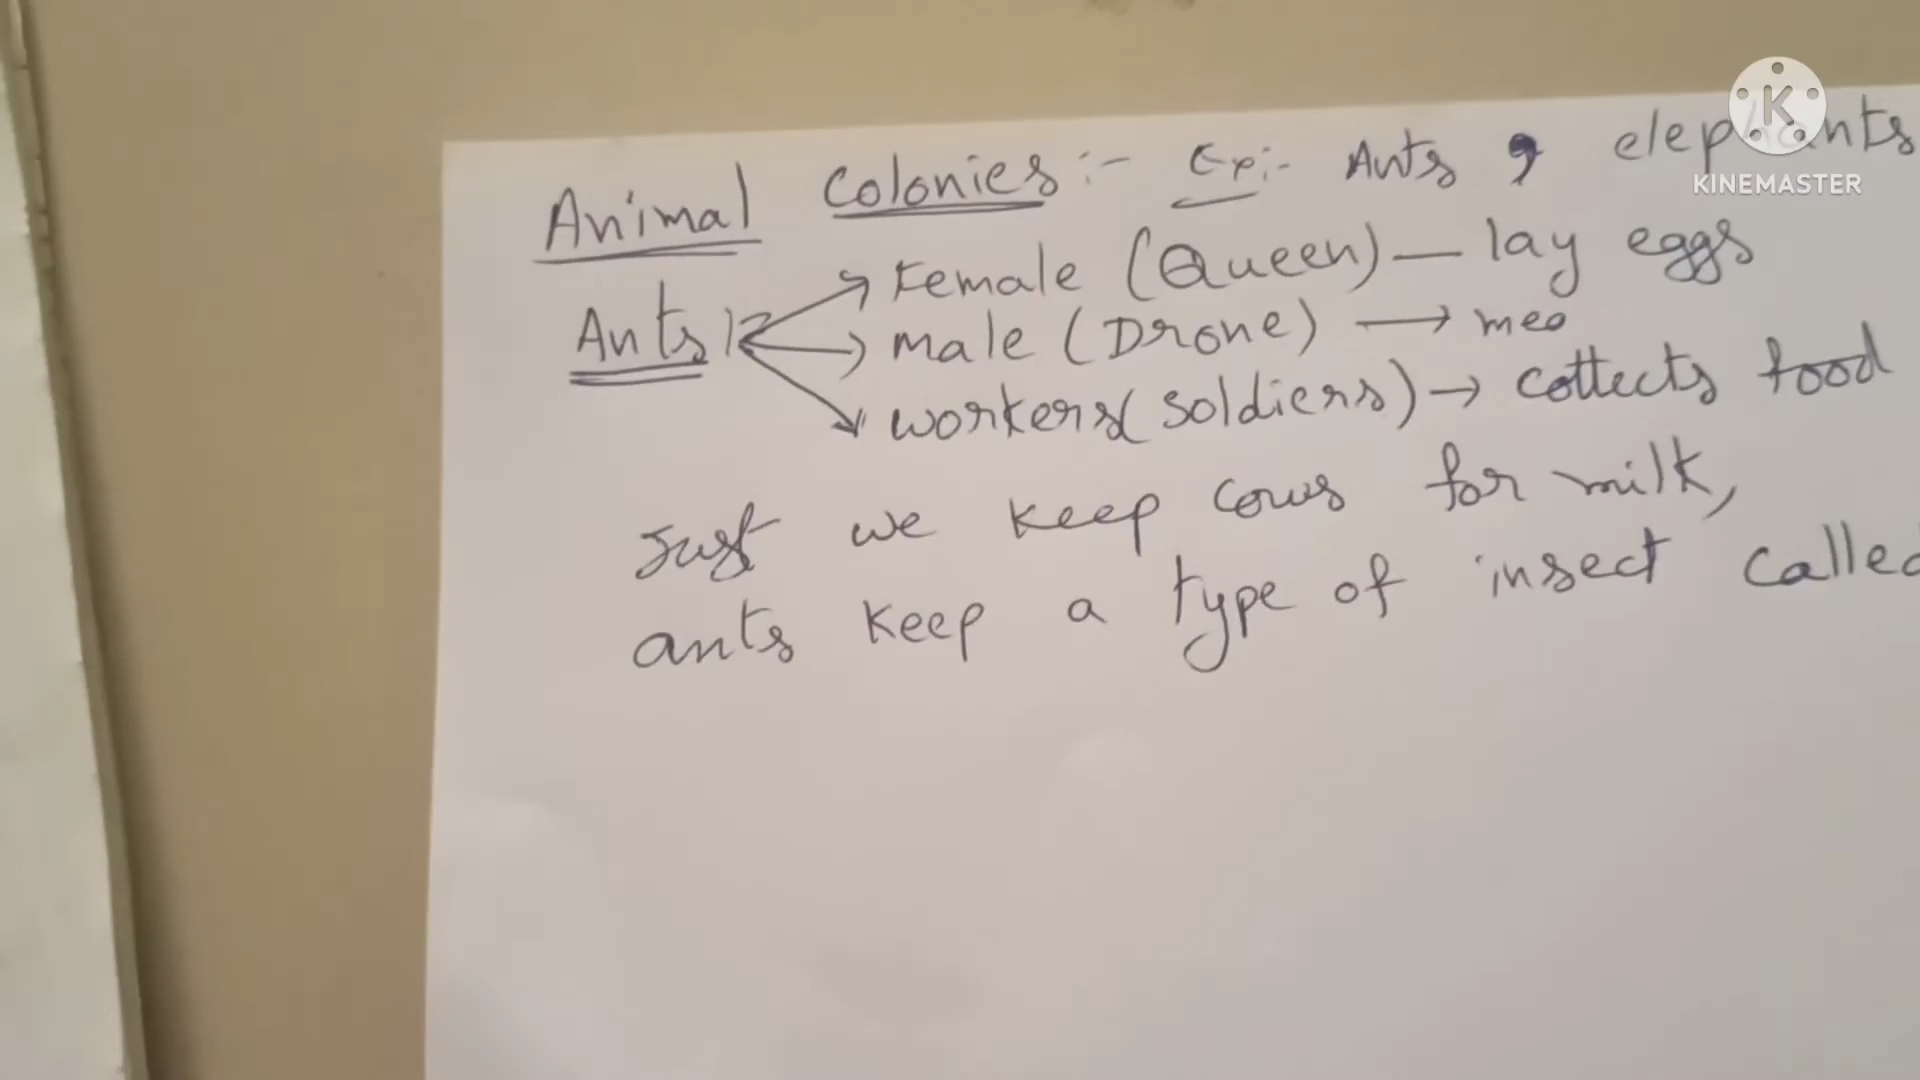 Animal Colonies:- Ex:- Ants, elephants
Ants Female (Queen) — lay eggs
male (Drone) → mea
workers (soldiers) → collects food
Just we keep cows for milk,
ants keep a type of insect called
K
KINEMASTER